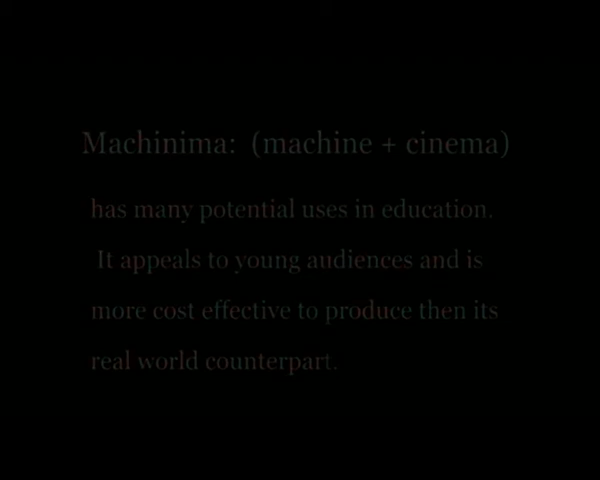 Machinima: (machine + cinema)
has many potential uses in education.
It appeals to young audiences and is
more cost effective to produce then its
real world counterpart.